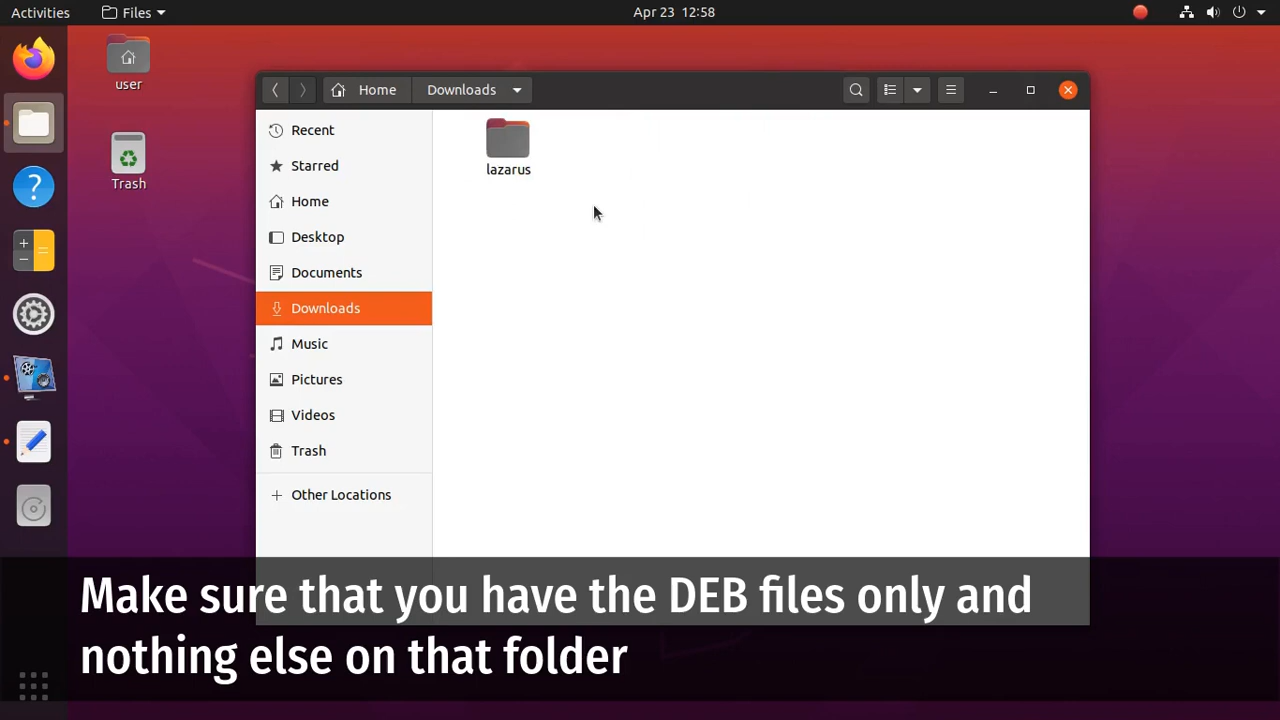 Activities
Files
Apr 23 12:58
user
Trash
Home
Downloads
Recent
Starred
Home
Desktop
Documents
Downloads
Music
Pictures
Videos
Trash
Other Locations
lazarus
Make sure that you have the DEB files only and
nothing else on that folder